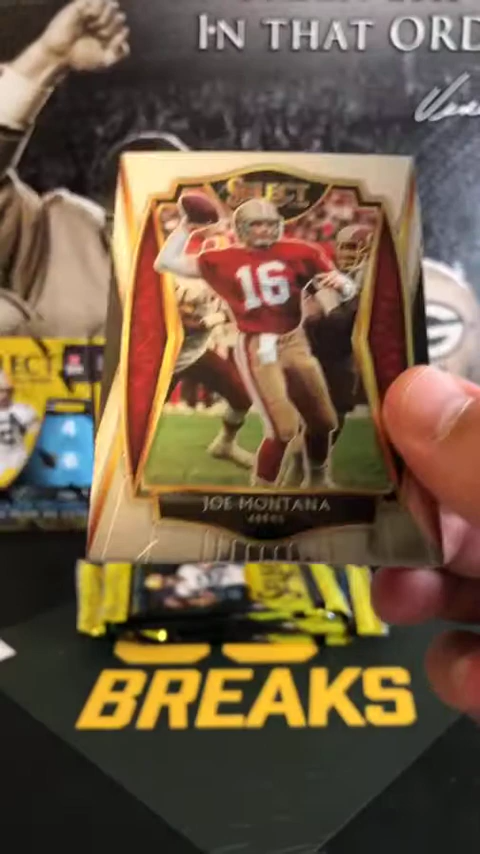 IN THAT ORD
SELECT
16
JOE MONTANA
49ERS
BREAKS